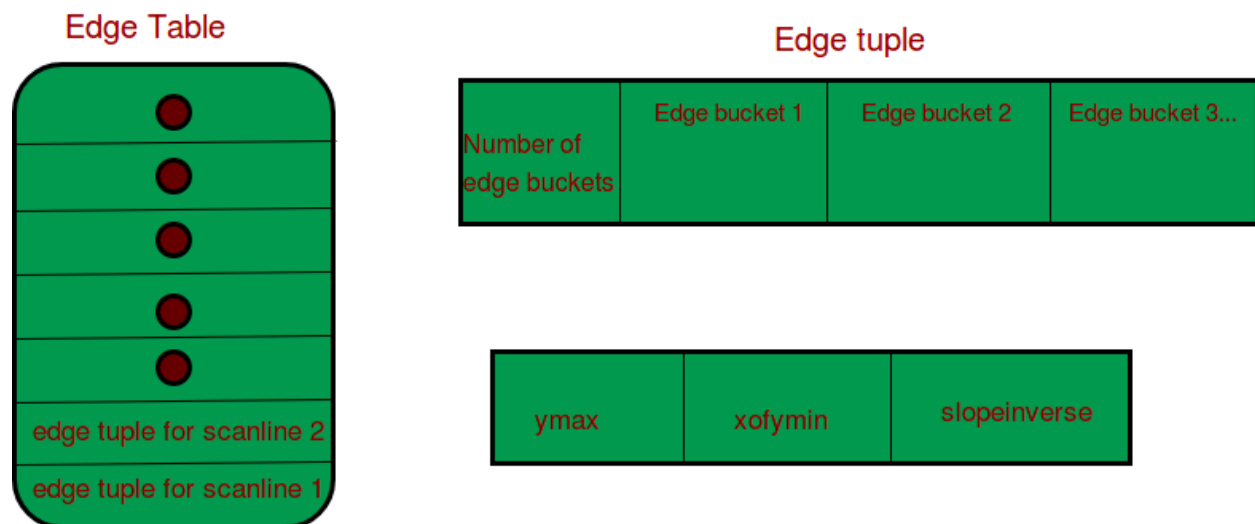 Edge Table
Edge tuple
Number of
edge buckets
Edge bucket 1
Edge bucket 2
Edge bucket 3...
ymax
xofymin
slopeinverse
edge tuple for scanline 2
edge tuple for scanline 1